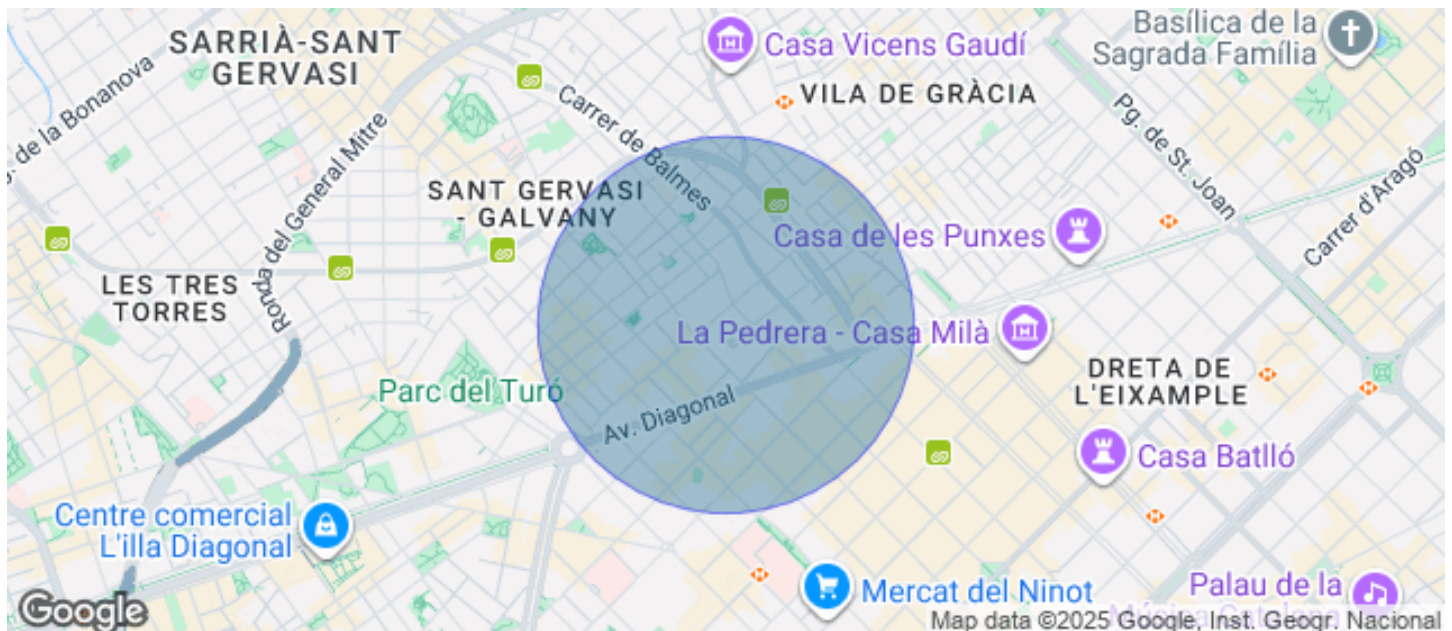 SARRIÀ-SANT
GERVASI
Casa Vicens Gaudí
Basílica de la
Sagrada Família
g. de la Bonanova
Ronda del General Mitre
Carrer de Balmes
VILA DE GRÀCIA
Pg. de St. Joan
Carrer d'Aragó
SANT GERVASI
- GALVANY
Casa de les Punxes
LES TRES
TORRES
La Pedrera - Casa Milà
DRETA DE
L'EIXAMPLE
Parc del Turó
Av. Diagonal
Casa Batlló
Centre comercial
L'illa Diagonal
Mercat del Ninot
Palau de la
Música Catalana
Google
Map data ©2025 Google, Inst. Geogr. Nacional